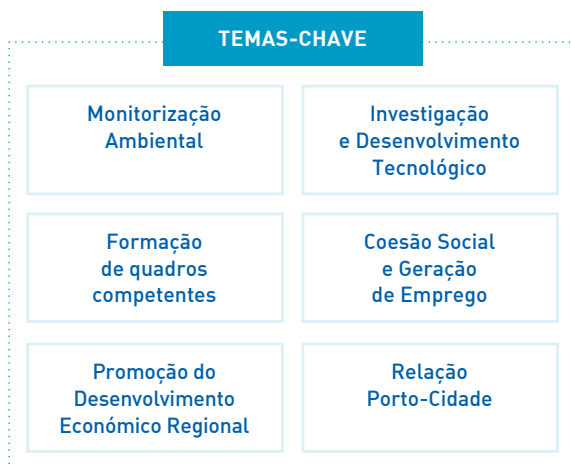 TEMAS-CHAVE
Monitorização
Ambiental
Investigação
e Desenvolvimento
Tecnológico
Formação
de quadros
competentes
Coesão Social
e Geração
de Emprego
Promoção do
Desenvolvimento
Económico Regional
Relação
Porto-Cidade